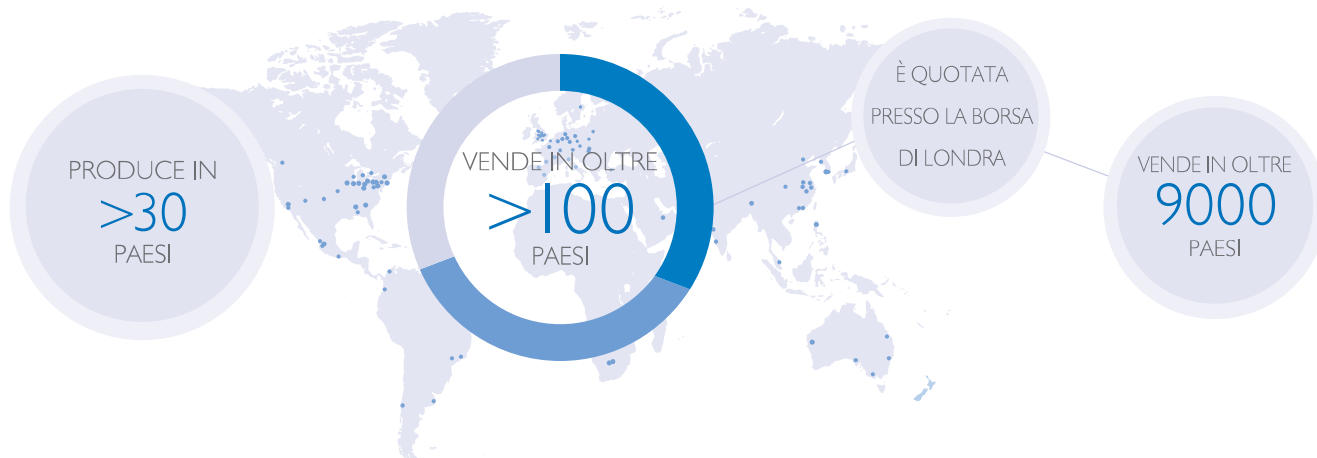 PRODUCE IN
>30
PAESI
VENDE IN OLTRE
>100
PAESI
È QUOTATA
PRESSO LA BORSA
DI LONDRA
VENDE IN OLTRE
9000
PAESI